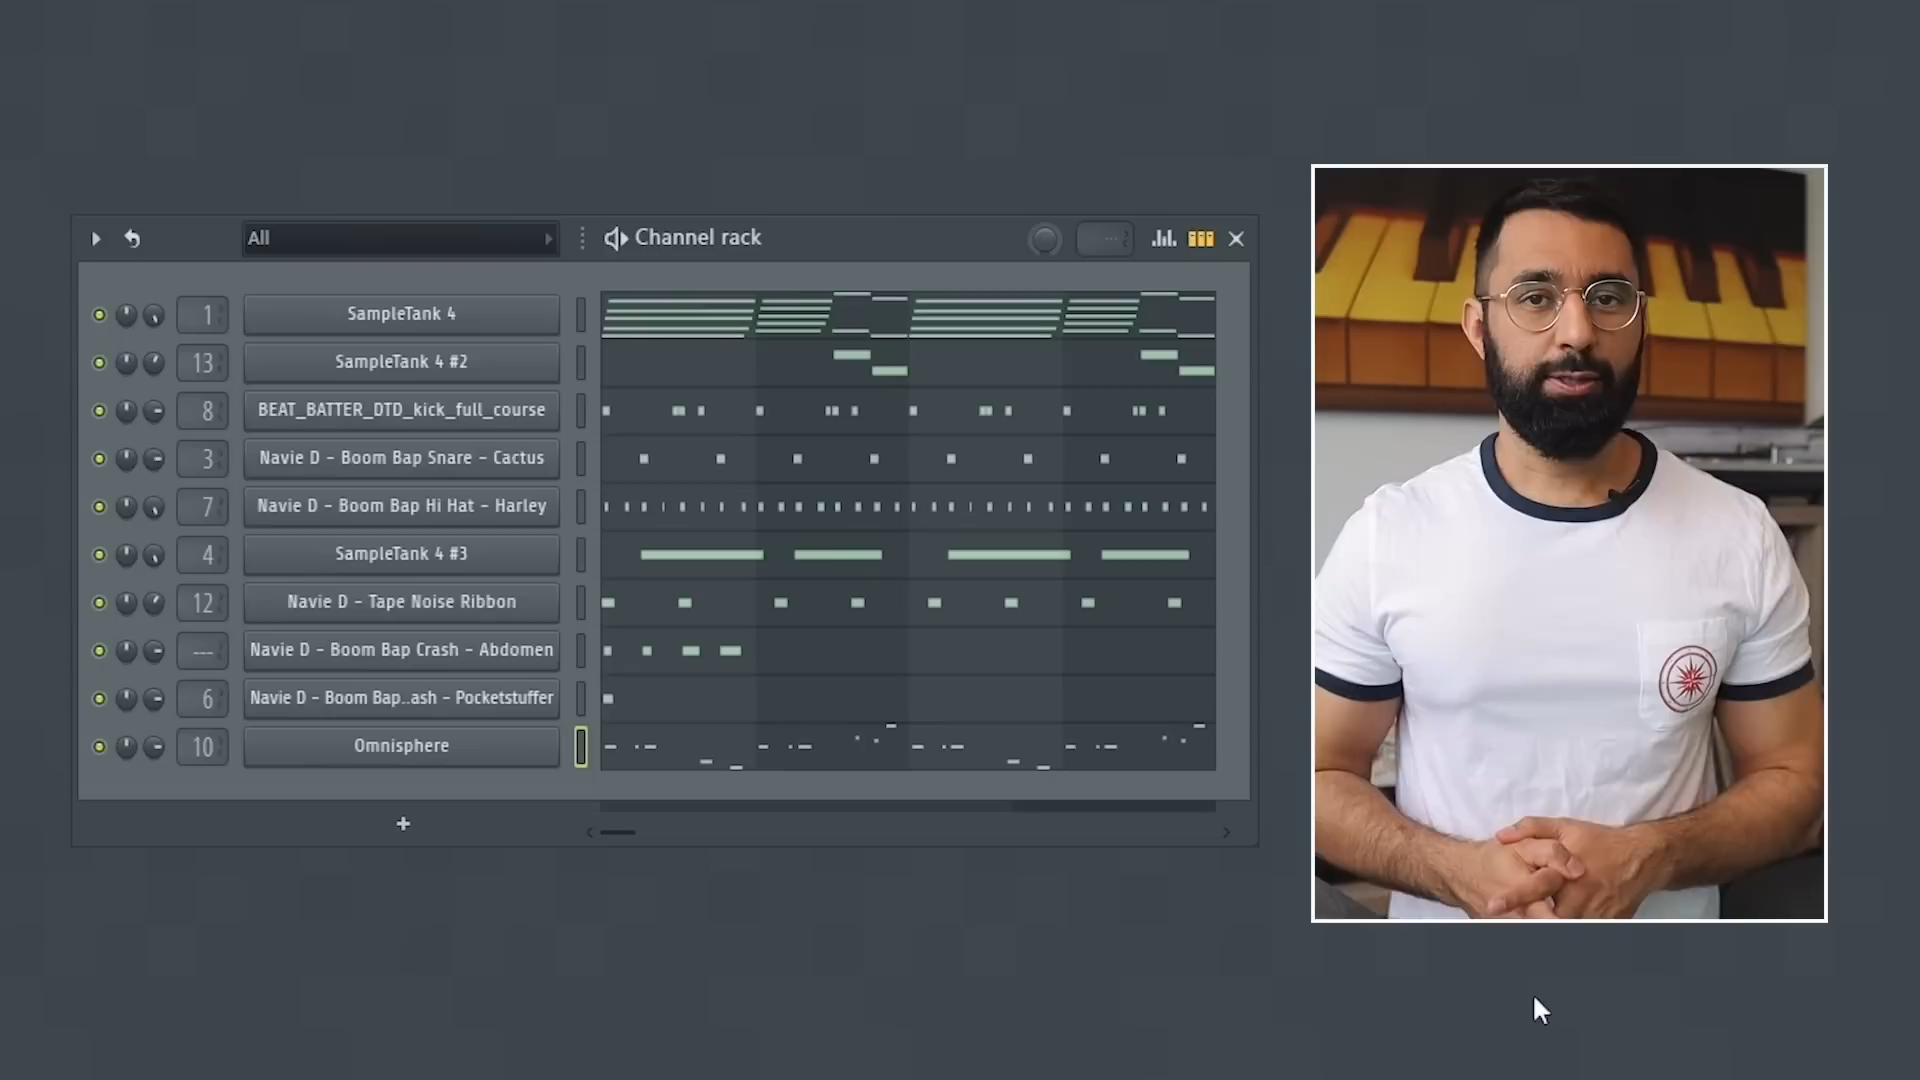 All
Channel rack
1 SampleTank 4
13 SampleTank 4 #2
8 BEAT_BATTER_DTD_kick_full_course
3 Navie D - Boom Bap Snare - Cactus
7 Navie D - Boom Bap Hi Hat - Harley
4 SampleTank 4 #3
12 Navie D - Tape Noise Ribbon
--- Navie D - Boom Bap Crash - Abdomen
6 Navie D - Boom Bap..ash - Pocketstuffer
10 Omnisphere